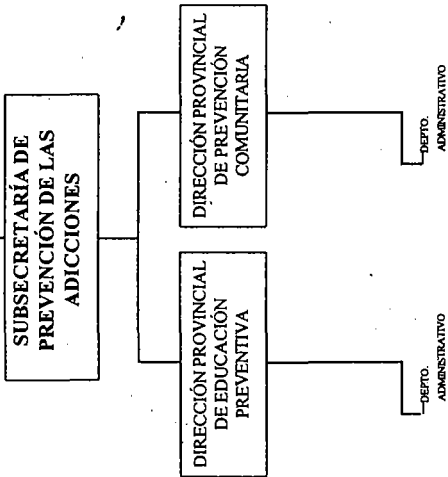 SUBSECRETARÍA DE
PREVENCIÓN DE LAS
ADICCIONES
DIRECCIÓN PROVINCIAL
DE EDUCACIÓN
PREVENTIVA
DIRECCIÓN PROVINCIAL
DE PREVENCIÓN
COMUNITARIA
DEPTO.
ADMINISTRATIVO
DEPTO.
ADMINISTRATIVO